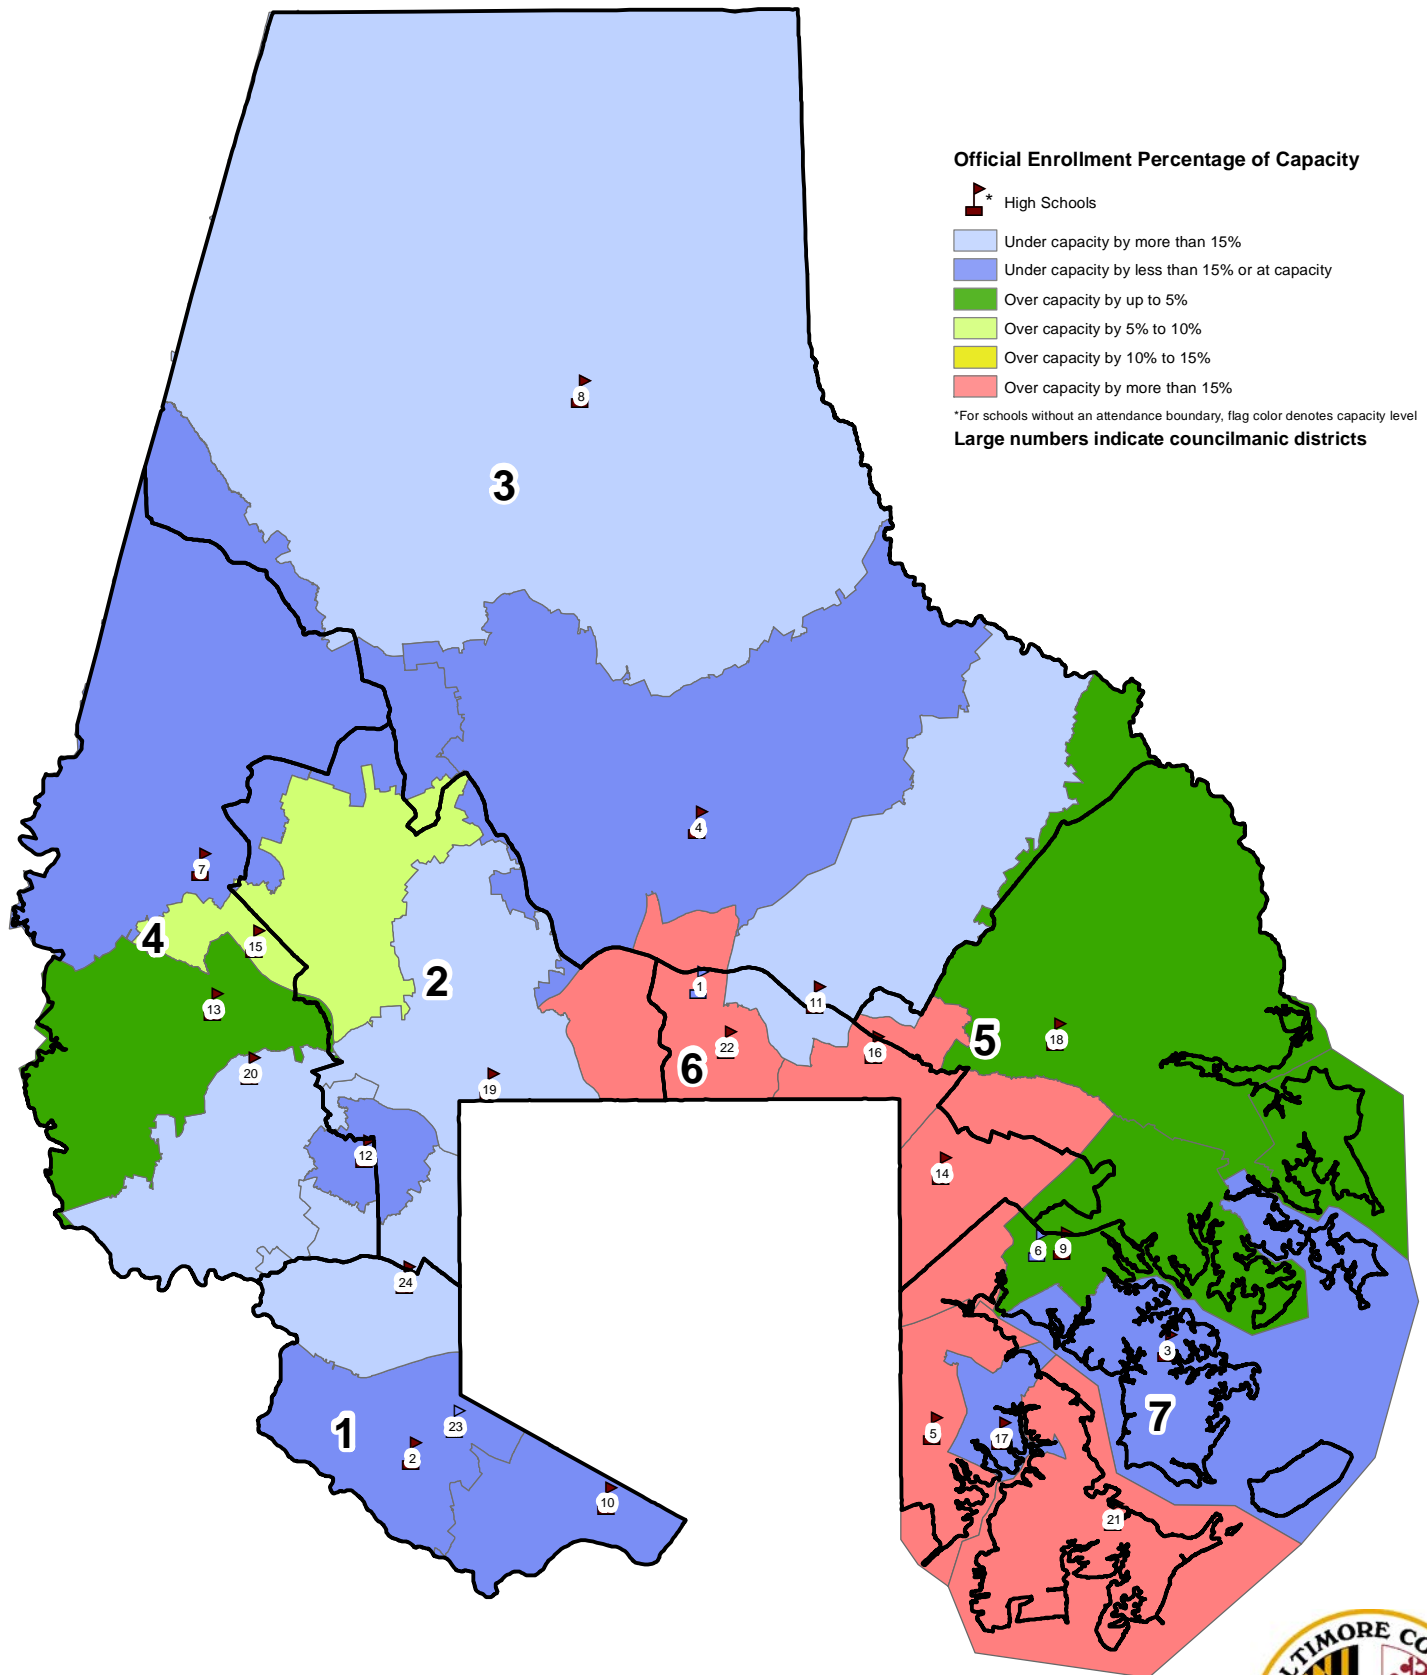 Official Enrollment Percentage of Capacity
* High Schools
Under capacity by more than 15%
Under capacity by less than 15% or at capacity
Over capacity by up to 5%
Over capacity by 5% to 10%
Over capacity by 10% to 15%
Over capacity by more than 15%
*For schools without an attendance boundary, flag color denotes capacity level
Large numbers indicate councilmanic districts
8
3
4
7
4
15
2
13
1
11
5
22
6
16
18
20
19
12
14
6
9
24
3
7
1
23
2
5
17
10
21
TIMORE CO